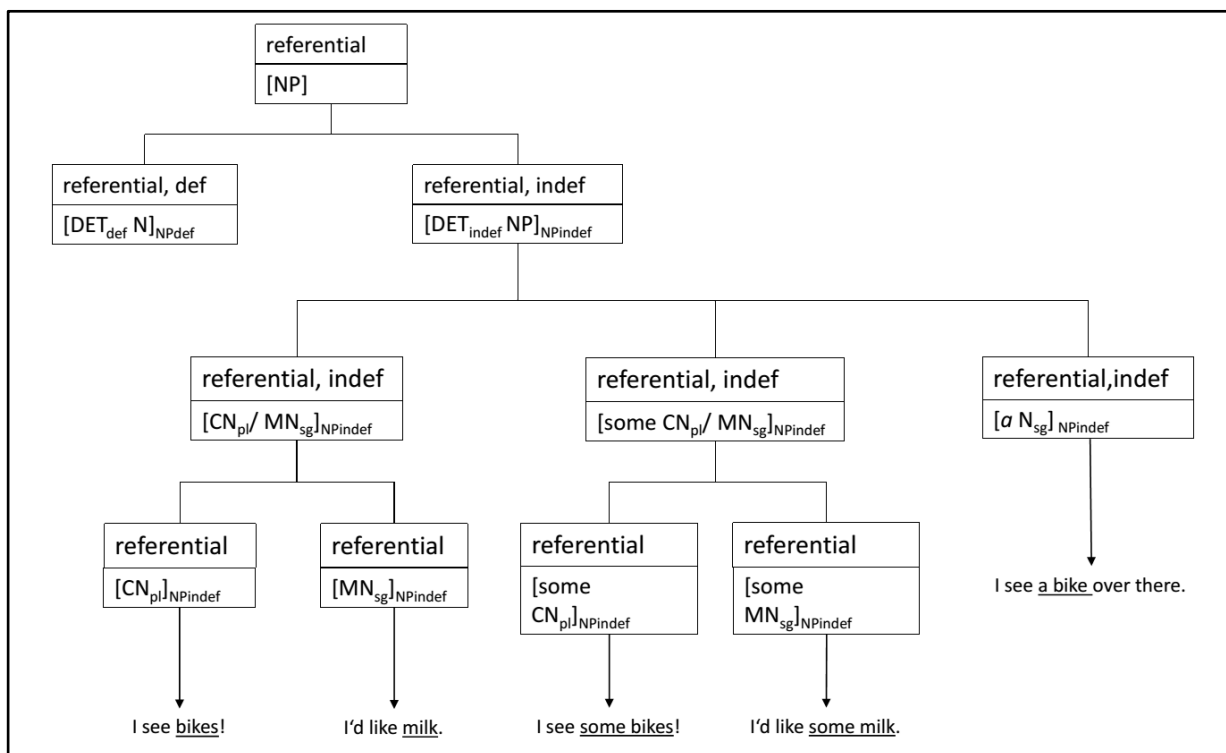 referential
[NP]
referential, def
[DETdef N]NPdef
referential, indef
[DETindef NP]NPindef
referential, indef
[CNpl/ MNsg]NPindef
referential, indef
[some CNpl/ MNsg]NPindef
referential,indef
[a Nsg] NPindef
referential
[CNpl]NPindef
referential
[MNsg]NPindef
referential
[some
CNpl]NPindef
referential
[some
MNsg]NPindef
I see a bike over there.
I see bikes!
I‘d like milk.
I see some bikes!
I‘d like some milk.